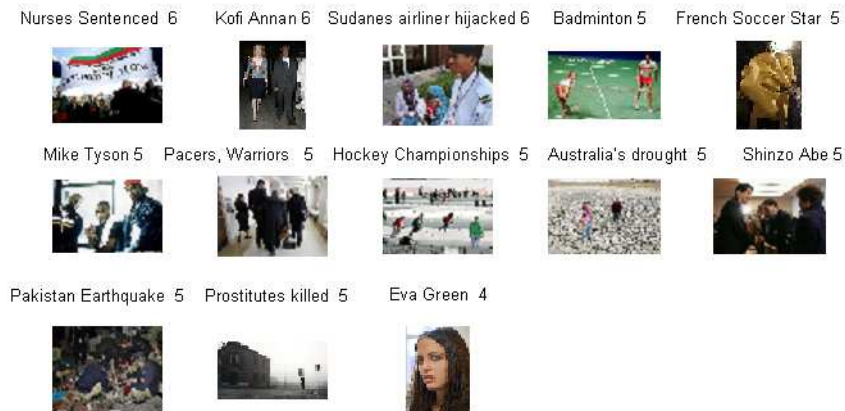 Nurses Sentenced 6 Kofi Annan 6 Sudanes airliner hijacked 6 Badminton 5 French Soccer Star 5
Mike Tyson 5 Pacers, Warriors 5 Hockey Championships 5 Australia's drought 5 Shinzo Abe 5
Pakistan Earthquake 5 Prostitutes killed 5 Eva Green 4